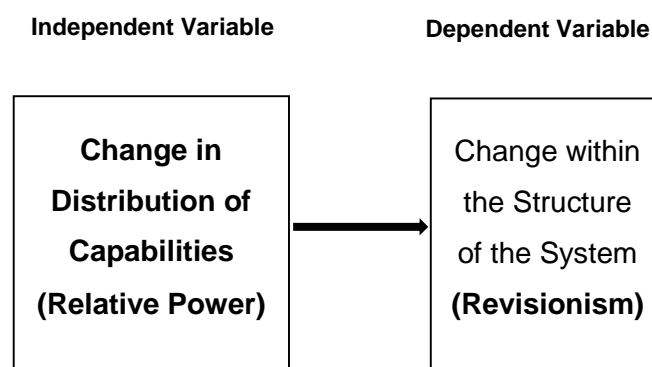 Independent Variable
Dependent Variable
Change in
Distribution of
Capabilities
(Relative Power)
Change within
the Structure
of the System
(Revisionism)